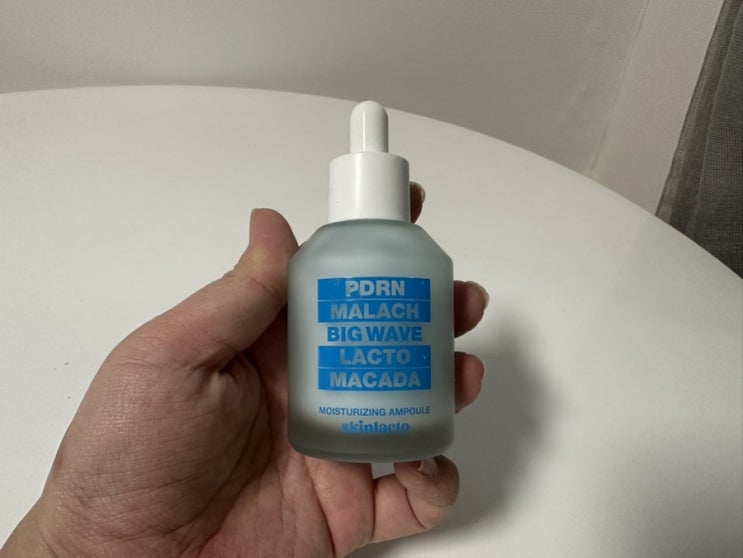 PDRN
MALACH
BIG WAVE
LACTO
MACADA
MOISTURIZING AMPOULE
skinlacto